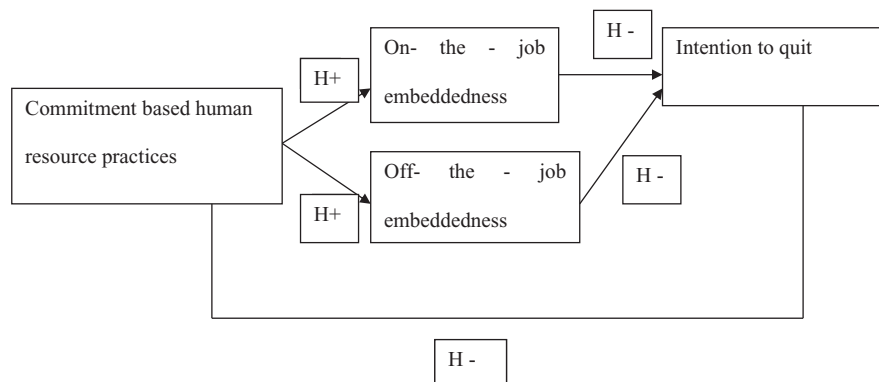 H -
On- the - job
embeddedness
Intention to quit
H+
Commitment based human
resource practices
Off- the - job
embeddedness
H -
H+
H -